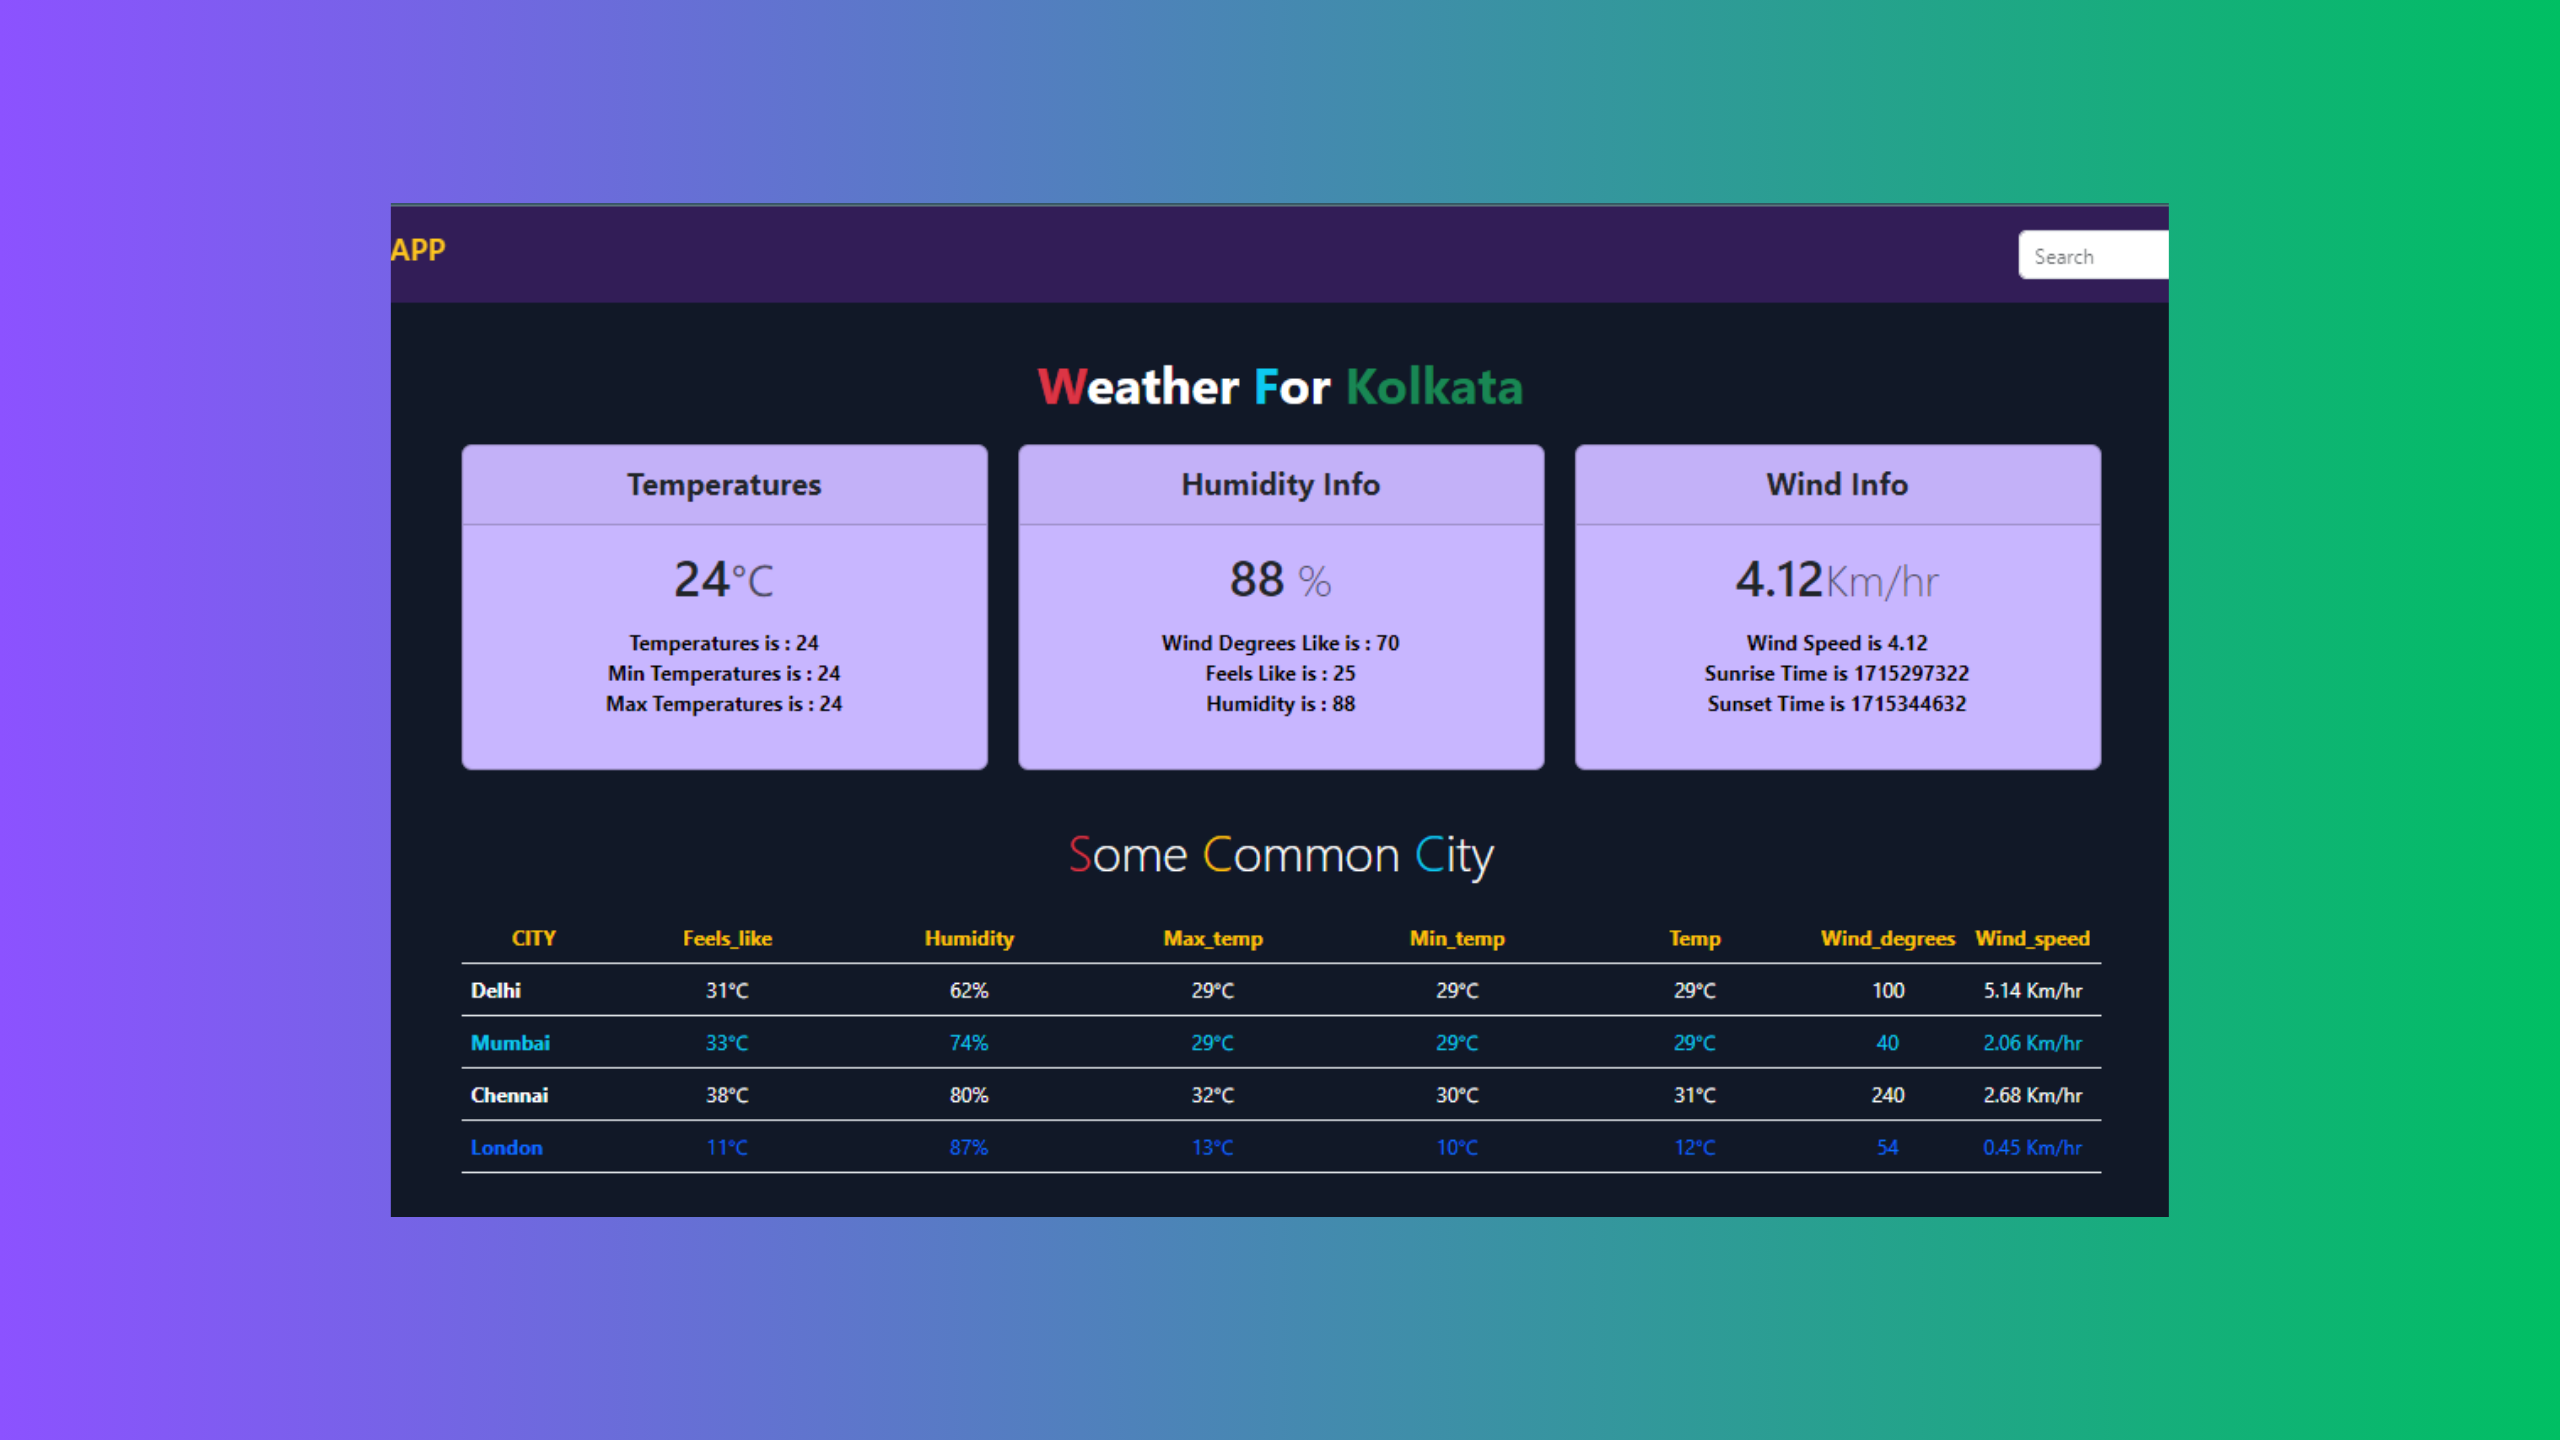 APP
Search
Weather For Kolkata
Temperatures
24°C
Temperatures is : 24
Min Temperatures is : 24
Max Temperatures is : 24
Humidity Info
88 %
Wind Degrees Like is : 70
Feels Like is : 25
Humidity is : 88
Wind Info
4.12Km/hr
Wind Speed is 4.12
Sunrise Time is 1715297322
Sunset Time is 1715344632
Some Common City
CITY Feels_like Humidity Max_temp Min_temp Temp Wind_degrees Wind_speed
Delhi 31°C 62% 29°C 29°C 29°C 100 5.14 Km/hr
Mumbai 33°C 74% 29°C 29°C 29°C 40 2.06 Km/hr
Chennai 38°C 80% 32°C 30°C 31°C 240 2.68 Km/hr
London 11°C 87% 13°C 10°C 12°C 54 0.45 Km/hr